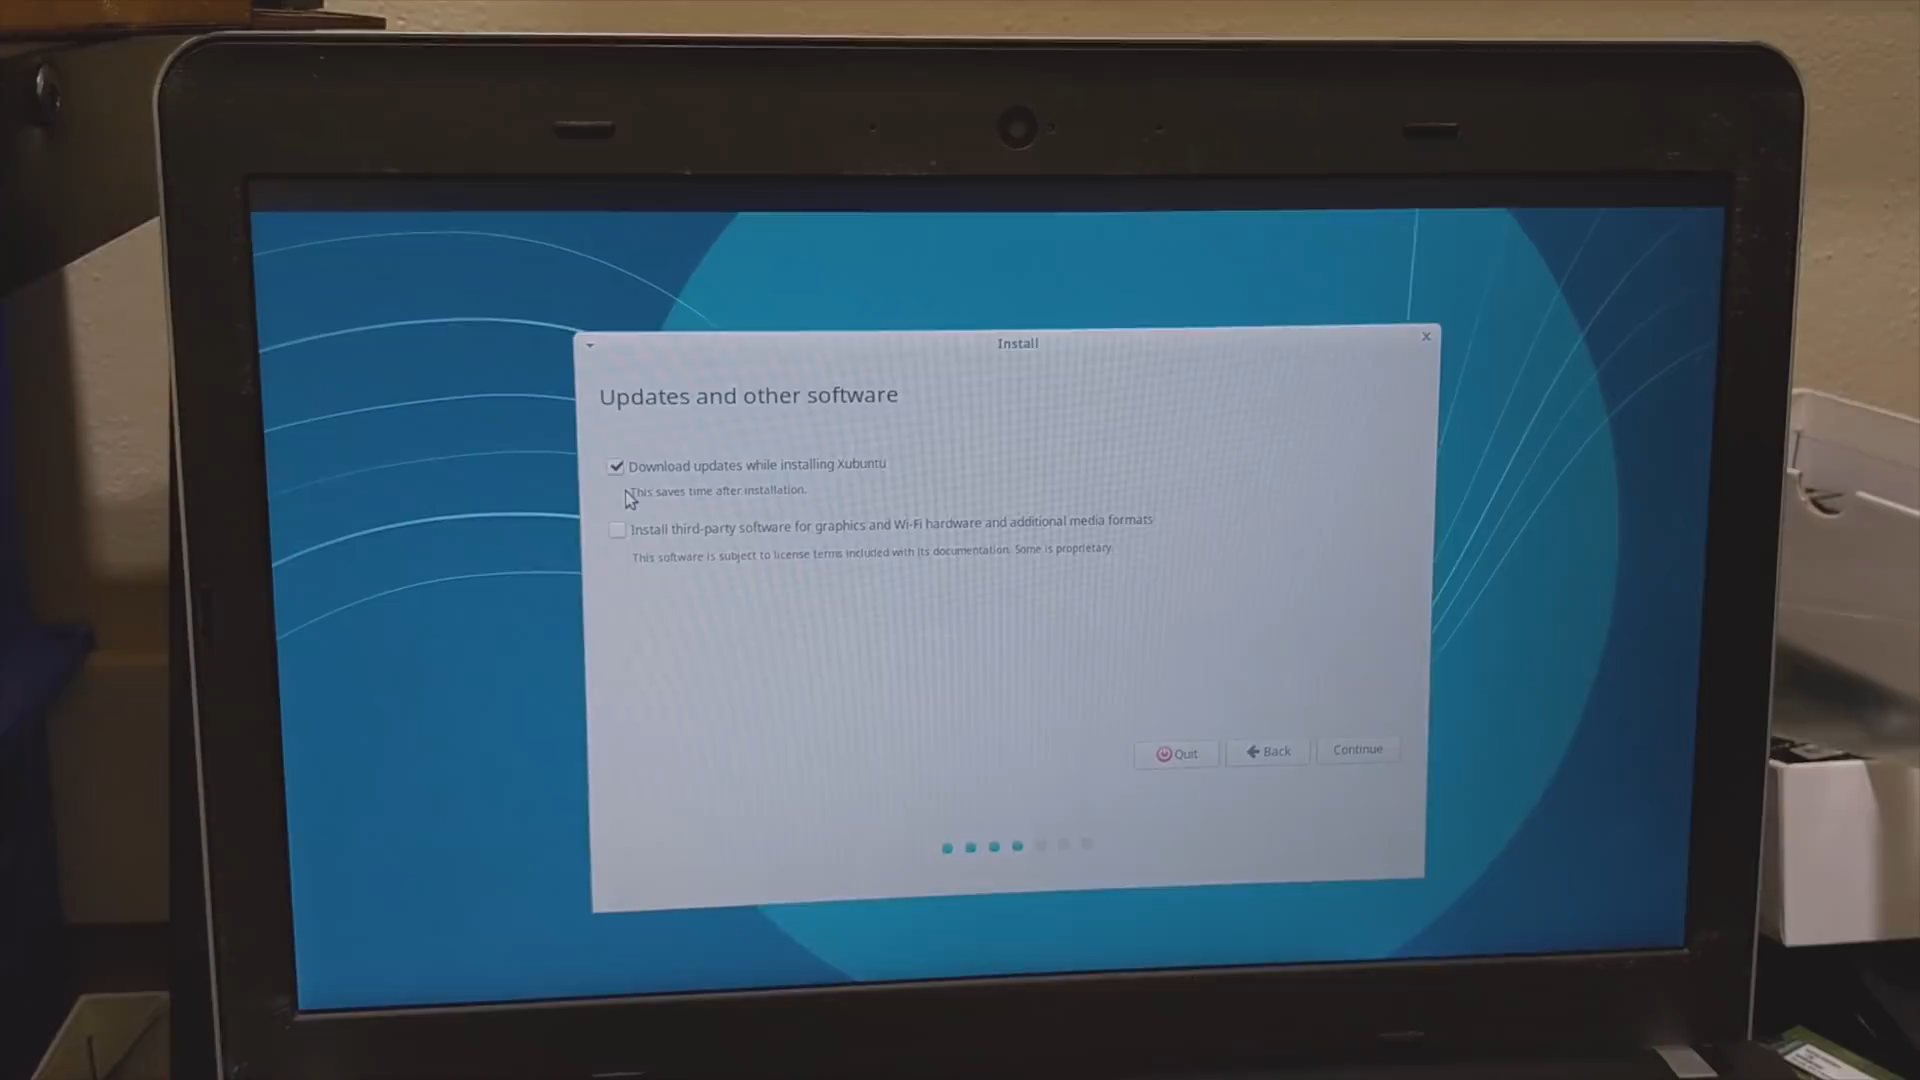 Install
Updates and other software
Download updates while installing Xubuntu
This saves time after installation.
Install third-party software for graphics and Wi-Fi hardware and additional media formats
This software is subject to license terms included with its documentation. Some is proprietary.
Quit
Back
Continue